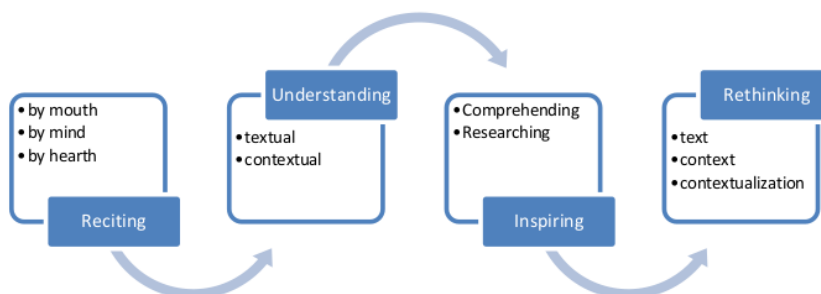 • by mouth
• by mind
• by hearth
Reciting
Understanding
• textual
• contextual
• Comprehending
• Researching
Inspiring
Rethinking
• text
• context
• contextualization